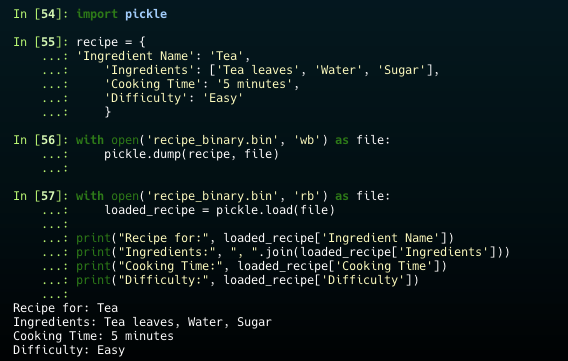 In [54]: import pickle
In [55]: recipe = {
    ...: 'Ingredient Name': 'Tea',
    ...:     'Ingredients': ['Tea leaves', 'Water', 'Sugar'],
    ...:     'Cooking Time': '5 minutes',
    ...:     'Difficulty': 'Easy'
    ...:     }
In [56]: with open('recipe_binary.bin', 'wb') as file:
    ...:     pickle.dump(recipe, file)
    ...:
In [57]: with open('recipe_binary.bin', 'rb') as file:
    ...:     loaded_recipe = pickle.load(file)
    ...:
    ...: print("Recipe for:", loaded_recipe['Ingredient Name'])
    ...: print("Ingredients:", ", ".join(loaded_recipe['Ingredients']))
    ...: print("Cooking Time:", loaded_recipe['Cooking Time'])
    ...: print("Difficulty:", loaded_recipe['Difficulty'])
    ...:
Recipe for: Tea
Ingredients: Tea leaves, Water, Sugar
Cooking Time: 5 minutes
Difficulty: Easy